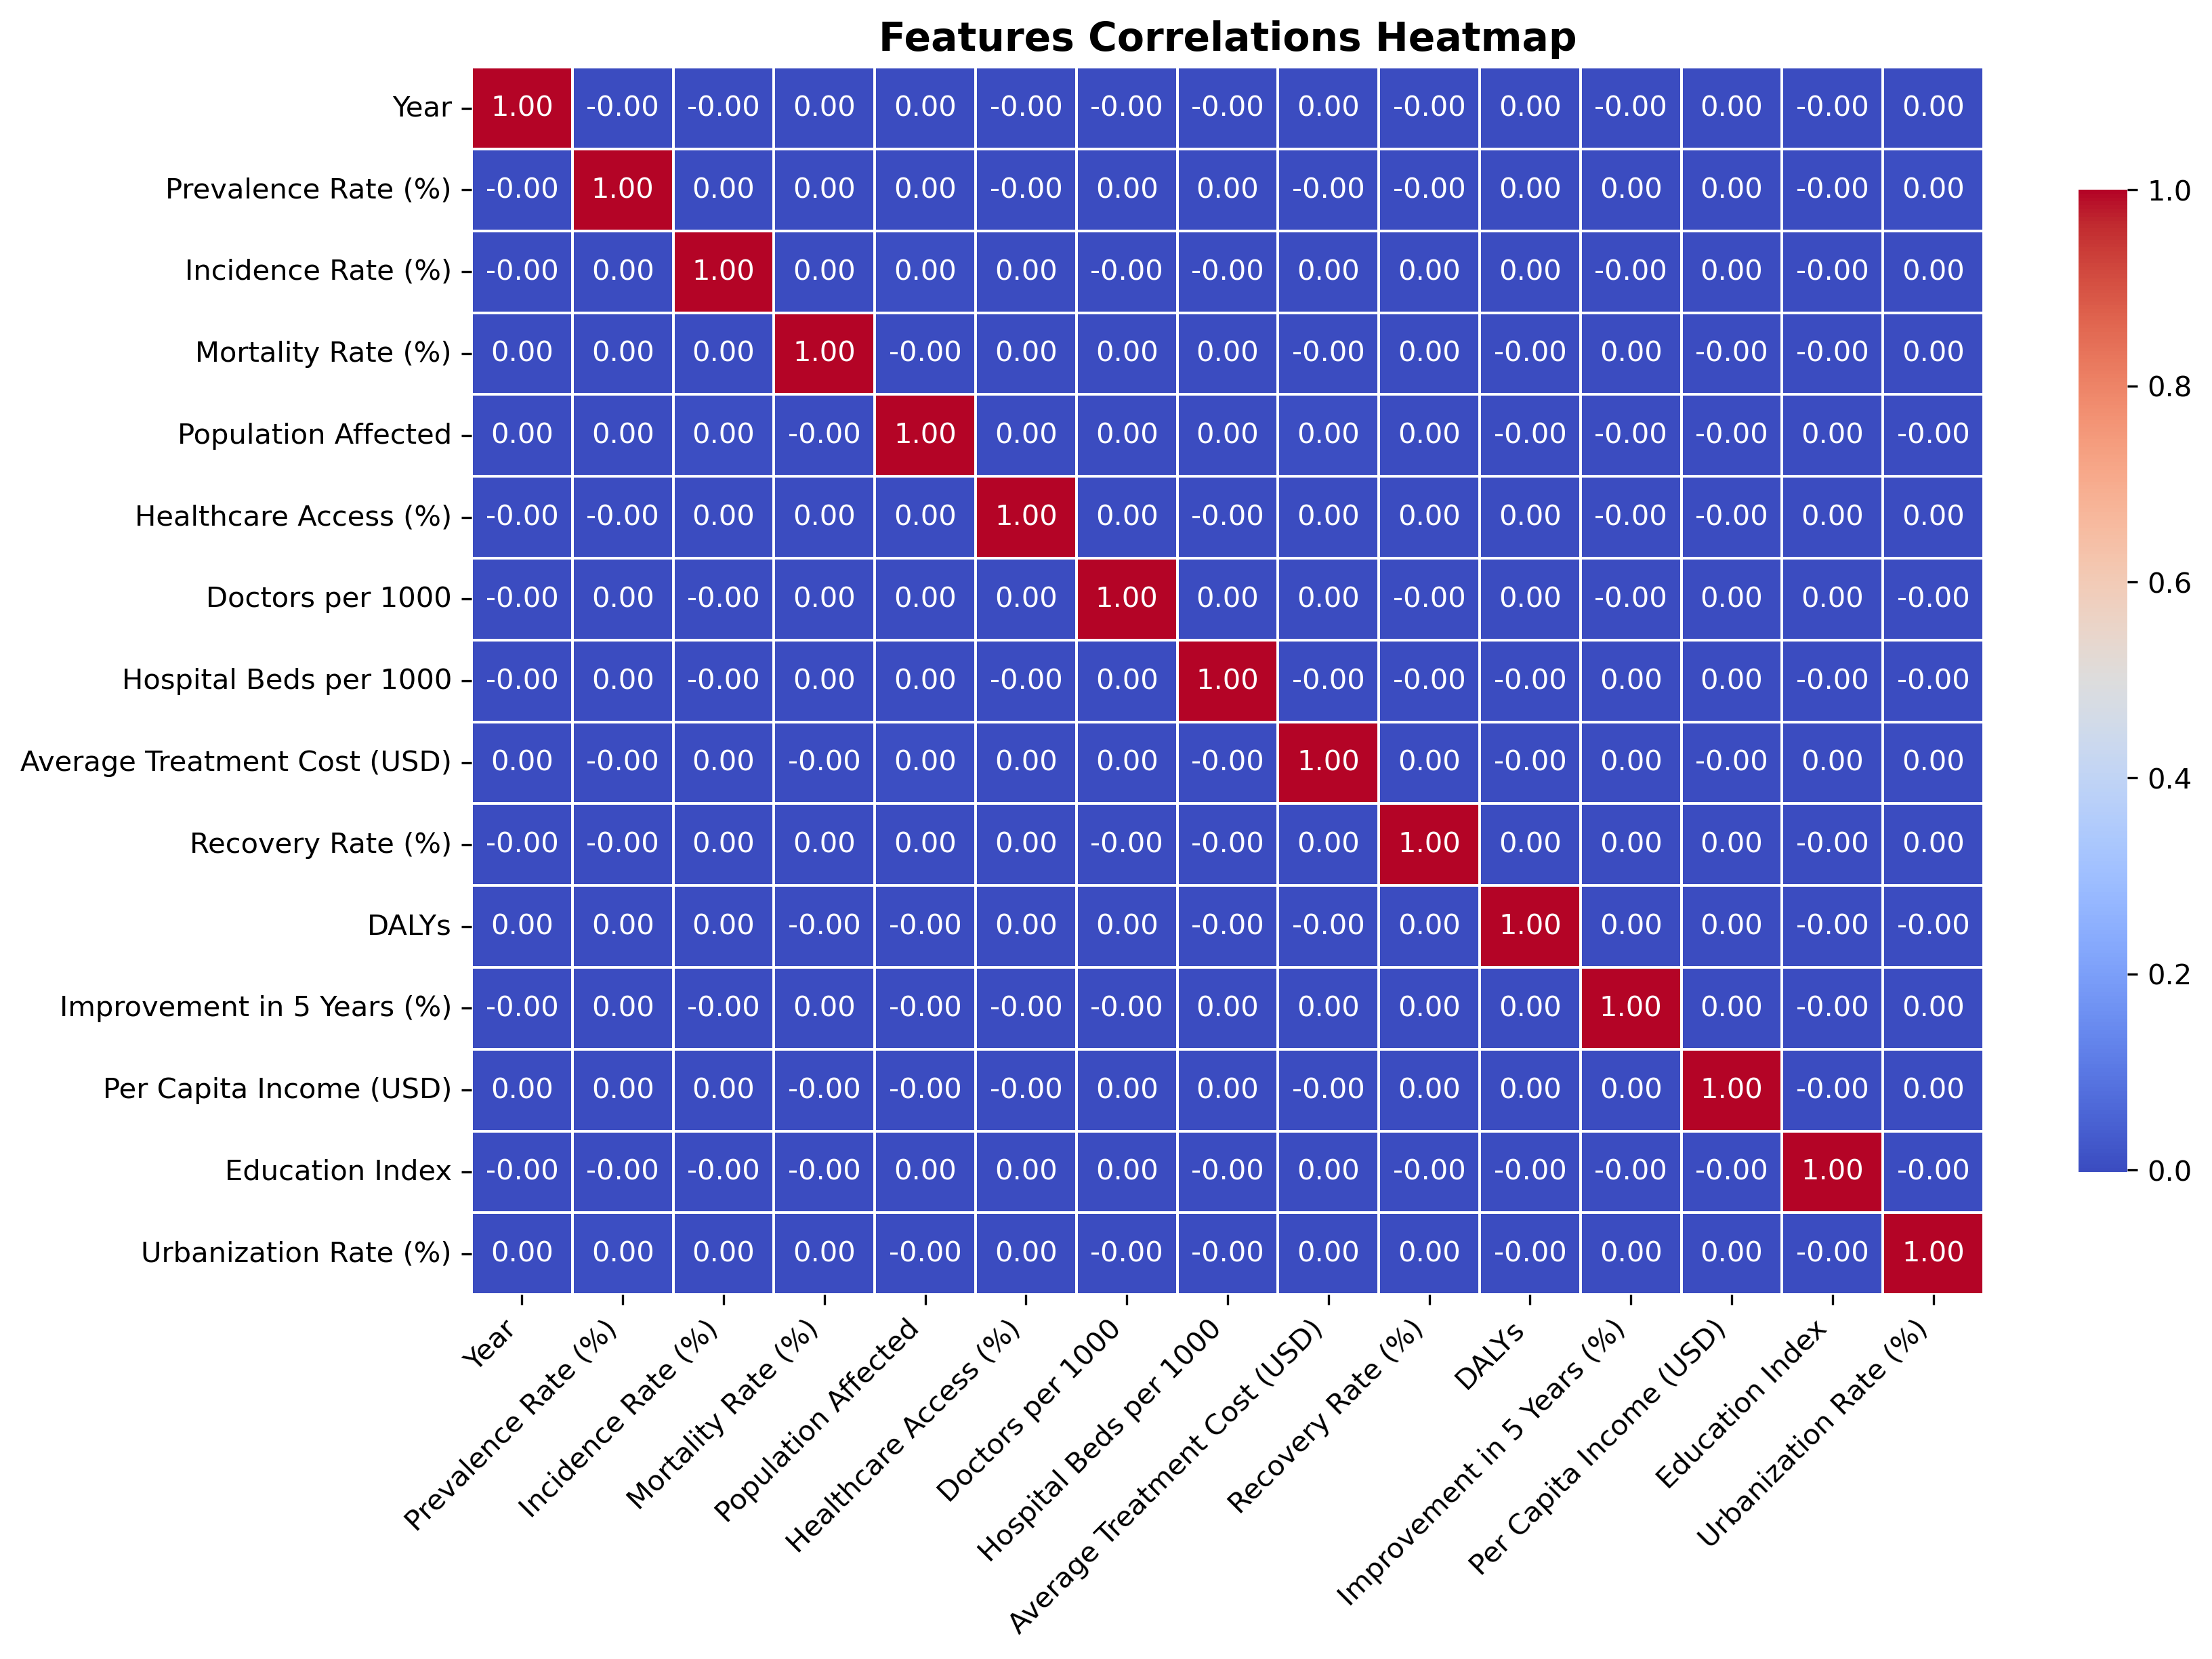 Features Correlations Heatmap
Year 1.00 -0.00 -0.00 0.00 0.00 -0.00 -0.00 -0.00 0.00 -0.00 0.00 -0.00 0.00 -0.00 0.00
Prevalence Rate (%) -0.00 1.00 0.00 0.00 0.00 -0.00 0.00 0.00 -0.00 -0.00 0.00 0.00 0.00 -0.00 0.00
Incidence Rate (%) -0.00 0.00 1.00 0.00 0.00 0.00 -0.00 -0.00 0.00 0.00 0.00 -0.00 0.00 -0.00 0.00
Mortality Rate (%) 0.00 0.00 0.00 1.00 -0.00 0.00 0.00 0.00 -0.00 0.00 -0.00 0.00 -0.00 -0.00 0.00
Population Affected 0.00 0.00 0.00 -0.00 1.00 0.00 0.00 0.00 0.00 0.00 -0.00 -0.00 -0.00 0.00 -0.00
Healthcare Access (%) -0.00 -0.00 0.00 0.00 0.00 1.00 0.00 -0.00 0.00 0.00 0.00 -0.00 -0.00 0.00 0.00
Doctors per 1000 -0.00 0.00 -0.00 0.00 0.00 0.00 1.00 0.00 0.00 -0.00 0.00 -0.00 0.00 0.00 -0.00
Hospital Beds per 1000 -0.00 0.00 -0.00 0.00 0.00 -0.00 0.00 1.00 -0.00 -0.00 -0.00 0.00 0.00 -0.00 -0.00
Average Treatment Cost (USD) 0.00 -0.00 0.00 -0.00 0.00 0.00 0.00 -0.00 1.00 0.00 -0.00 0.00 -0.00 0.00 0.00
Recovery Rate (%) -0.00 -0.00 0.00 0.00 0.00 0.00 -0.00 -0.00 0.00 1.00 0.00 0.00 0.00 -0.00 0.00
DALYs 0.00 0.00 0.00 -0.00 -0.00 0.00 0.00 -0.00 -0.00 0.00 1.00 0.00 0.00 -0.00 -0.00
Improvement in 5 Years (%) -0.00 0.00 -0.00 0.00 -0.00 -0.00 -0.00 0.00 0.00 0.00 0.00 1.00 0.00 -0.00 0.00
Per Capita Income (USD) 0.00 0.00 0.00 -0.00 -0.00 -0.00 0.00 0.00 -0.00 0.00 0.00 0.00 1.00 -0.00 0.00
Education Index -0.00 -0.00 -0.00 -0.00 0.00 0.00 0.00 -0.00 0.00 -0.00 -0.00 -0.00 -0.00 1.00 -0.00
Urbanization Rate (%) 0.00 0.00 0.00 0.00 -0.00 0.00 -0.00 -0.00 0.00 0.00 -0.00 0.00 0.00 -0.00 1.00
Year
Prevalence Rate (%)
Incidence Rate (%)
Mortality Rate (%)
Population Affected
Healthcare Access (%)
Doctors per 1000
Hospital Beds per 1000
Average Treatment Cost (USD)
Recovery Rate (%)
DALYs
Improvement in 5 Years (%)
Per Capita Income (USD)
Education Index
Urbanization Rate (%)
1.0
0.8
0.6
0.4
0.2
0.0